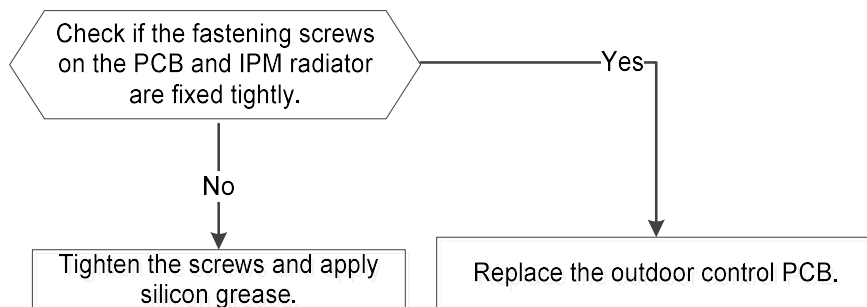 Check if the fastening screws
on the PCB and IPM radiator
are fixed tightly.
Yes
No
Tighten the screws and apply
silicon grease.
Replace the outdoor control PCB.